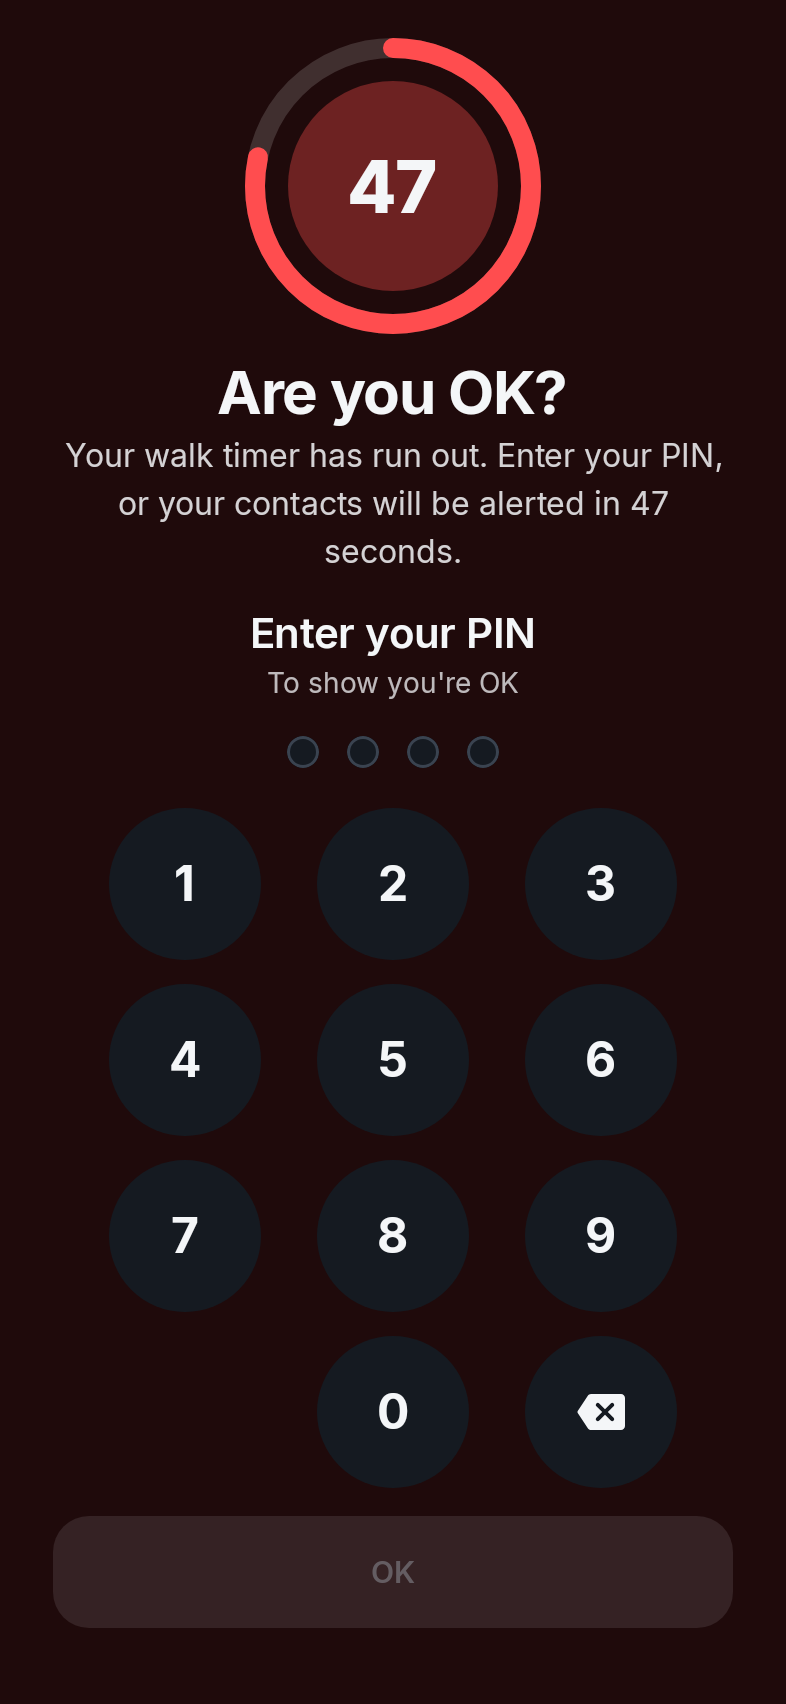 47
Are you OK?
Your walk timer has run out. Enter your PIN,
or your contacts will be alerted in 47
seconds.
Enter your PIN
To show you're OK
1 2 3
4 5 6
7 8 9
0
OK